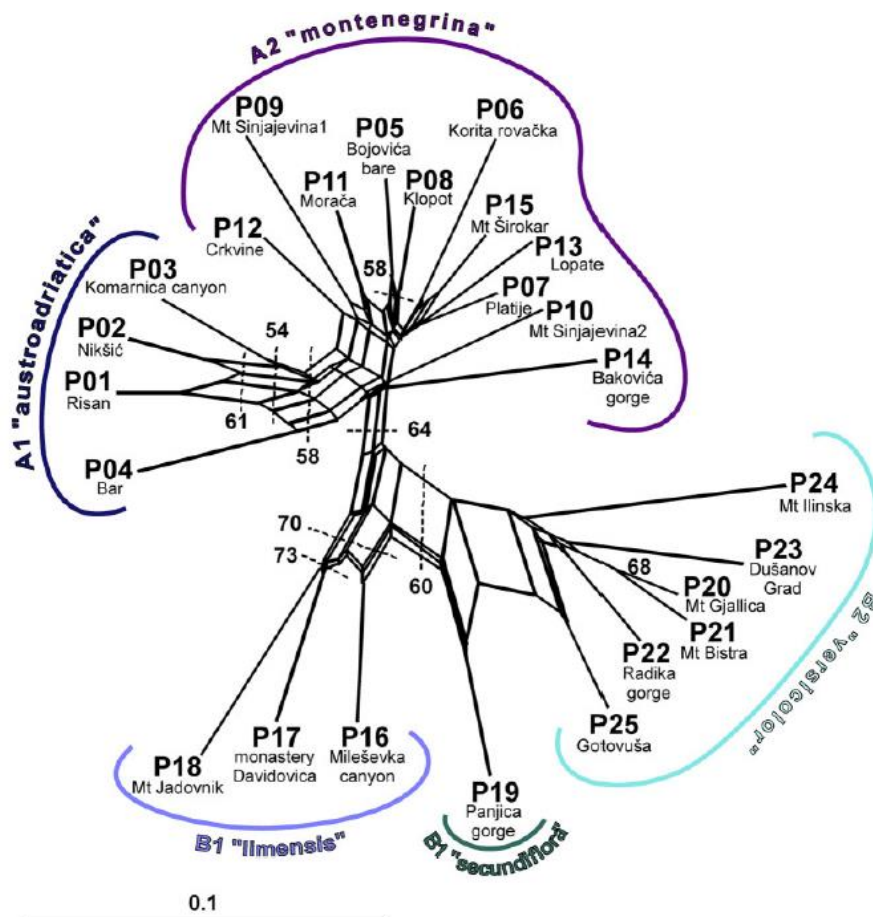 A2 "montenegrina"
P09
Mt Sinjajevina1
P05
Bojovića
bare
P06
Korita rovačka
P11
Morača
P08
Klopot
P12
Crkvine
P15
Mt Širokar
P13
Lopate
P07
Platije
P10
Mt Sinjajevina2
P14
Bakovića
gorge
58
A1 "austroadriatica"
P03
Komarnica canyon
P02
Nikšić
P01
Risan
P04
Bar
54
61
58
64
70
73
60
68
P24
Mt Ilinska
P23
Dušanov
Grad
P20
Mt Gjallica
P21
Mt Bistra
P22
Radika
gorge
P25
Gotovuša
B2 "versicolor"
P18
Mt Jadovnik
P17
monastery
Davidovica
P16
Mileševka
canyon
B1 "limensis"
P19
Panjica
gorge
B1 "secundiflora"
0.1